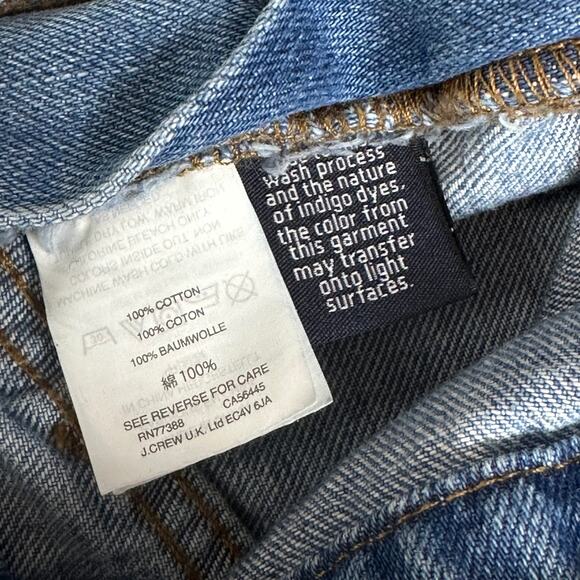 100% COTTON
100% COTON
100% BAUMWOLLE
綿 100%
SEE REVERSE FOR CARE
RN77388 CA56445
J.CREW U.K. Ltd EC4V 6JA
wash process
and the nature
of indigo dyes.
the color from
this garment
may transfer
onto light
surfaces.